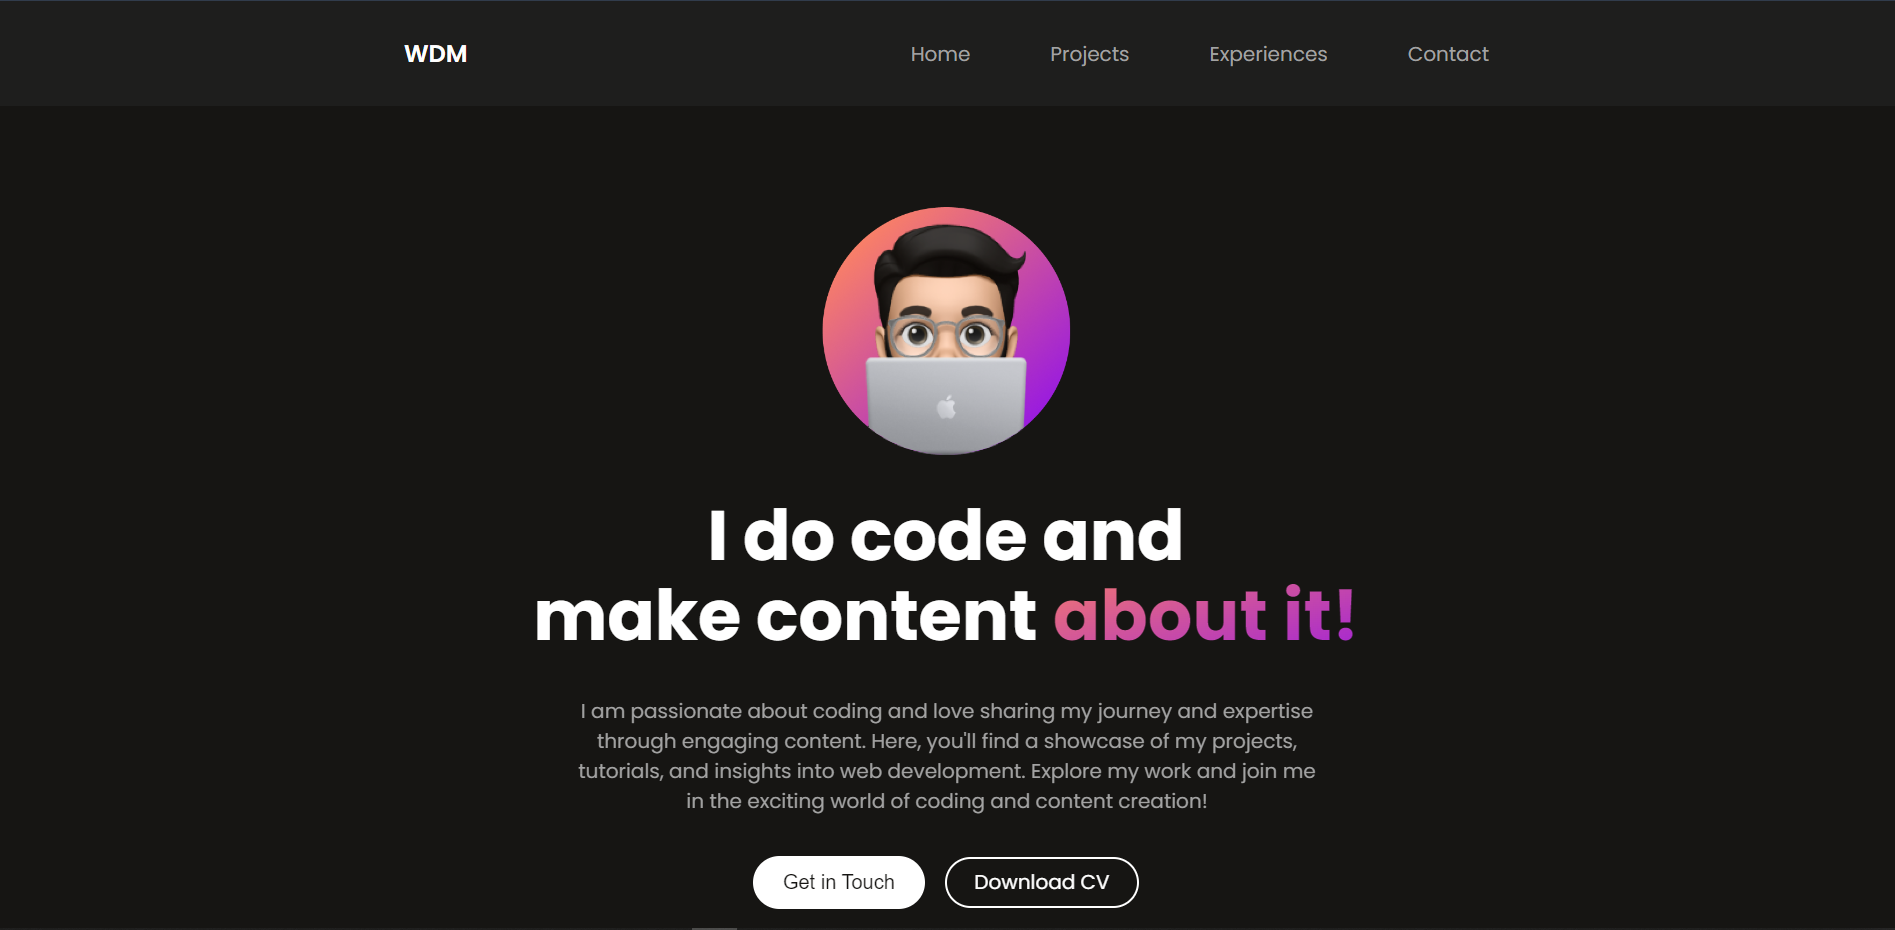 WDM
Home Projects Experiences Contact
I do code and
make content about it!
I am passionate about coding and love sharing my journey and expertise
through engaging content. Here, you'll find a showcase of my projects,
tutorials, and insights into web development. Explore my work and join me
in the exciting world of coding and content creation!
Get in Touch
Download CV